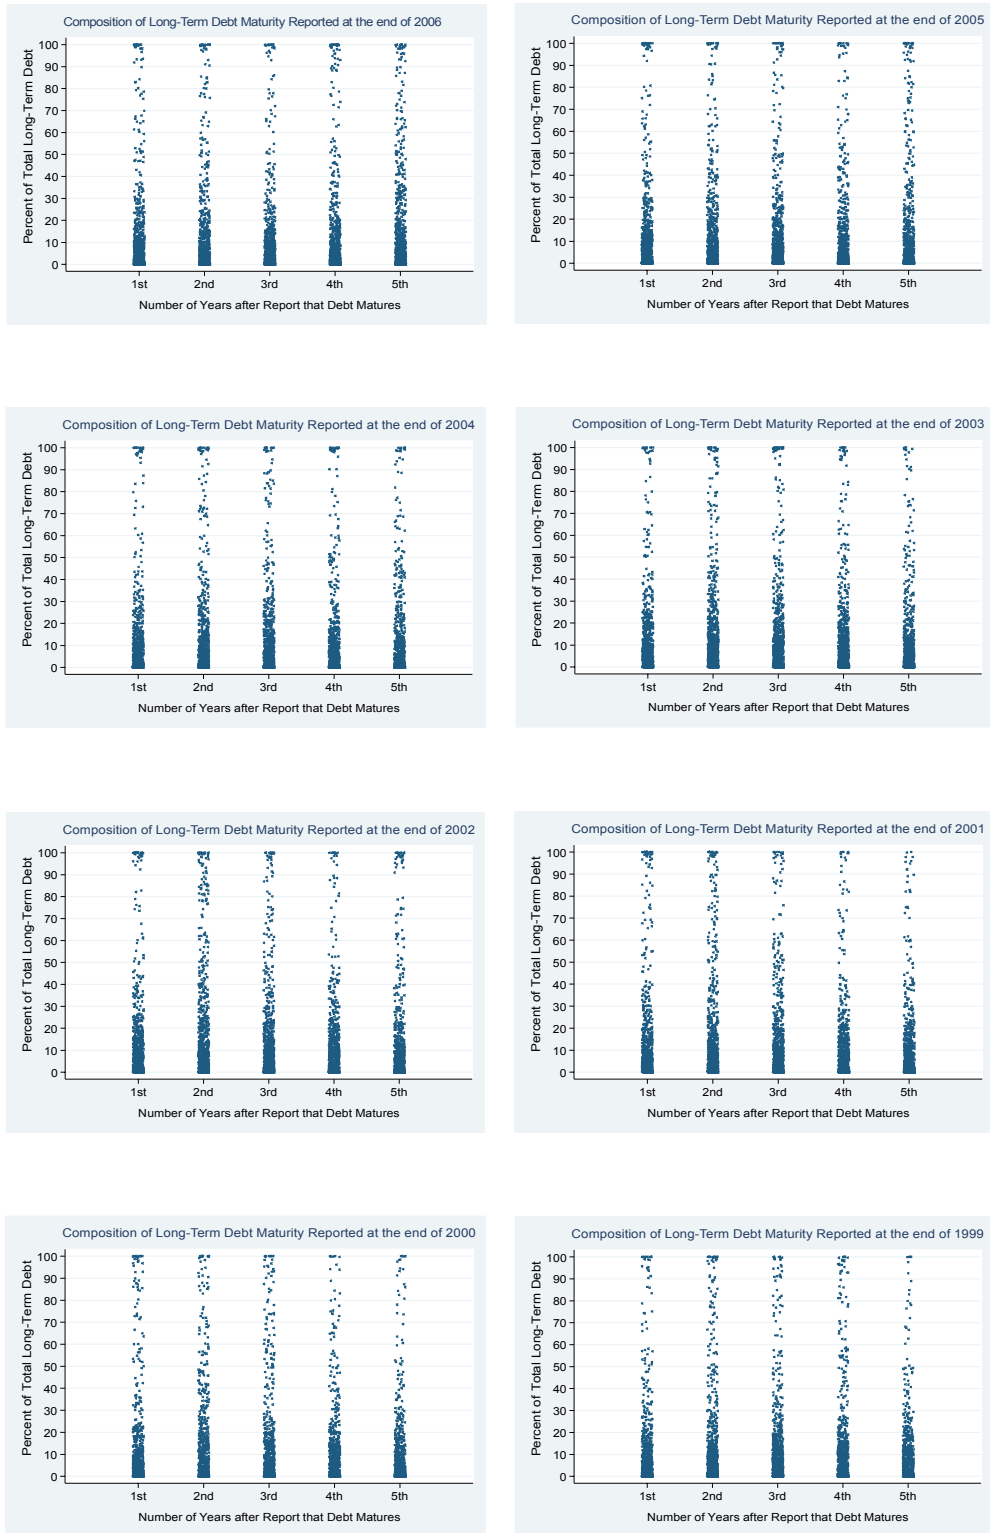 Composition of Long-Term Debt Maturity Reported at the end of 2006
Percent of Total Long-Term Debt
100
90
80
70
60
50
40
30
20
10
0
1st 2nd 3rd 4th 5th
Number of Years after Report that Debt Matures
Composition of Long-Term Debt Maturity Reported at the end of 2005
Percent of Total Long-Term Debt
100
90
80
70
60
50
40
30
20
10
0
1st 2nd 3rd 4th 5th
Number of Years after Report that Debt Matures
Composition of Long-Term Debt Maturity Reported at the end of 2004
Percent of Total Long-Term Debt
100
90
80
70
60
50
40
30
20
10
0
1st 2nd 3rd 4th 5th
Number of Years after Report that Debt Matures
Composition of Long-Term Debt Maturity Reported at the end of 2003
Percent of Total Long-Term Debt
100
90
80
70
60
50
40
30
20
10
0
1st 2nd 3rd 4th 5th
Number of Years after Report that Debt Matures
Composition of Long-Term Debt Maturity Reported at the end of 2002
Percent of Total Long-Term Debt
100
90
80
70
60
50
40
30
20
10
0
1st 2nd 3rd 4th 5th
Number of Years after Report that Debt Matures
Composition of Long-Term Debt Maturity Reported at the end of 2001
Percent of Total Long-Term Debt
100
90
80
70
60
50
40
30
20
10
0
1st 2nd 3rd 4th 5th
Number of Years after Report that Debt Matures
Composition of Long-Term Debt Maturity Reported at the end of 2000
Percent of Total Long-Term Debt
100
90
80
70
60
50
40
30
20
10
0
1st 2nd 3rd 4th 5th
Number of Years after Report that Debt Matures
Composition of Long-Term Debt Maturity Reported at the end of 1999
Percent of Total Long-Term Debt
100
90
80
70
60
50
40
30
20
10
0
1st 2nd 3rd 4th 5th
Number of Years after Report that Debt Matures